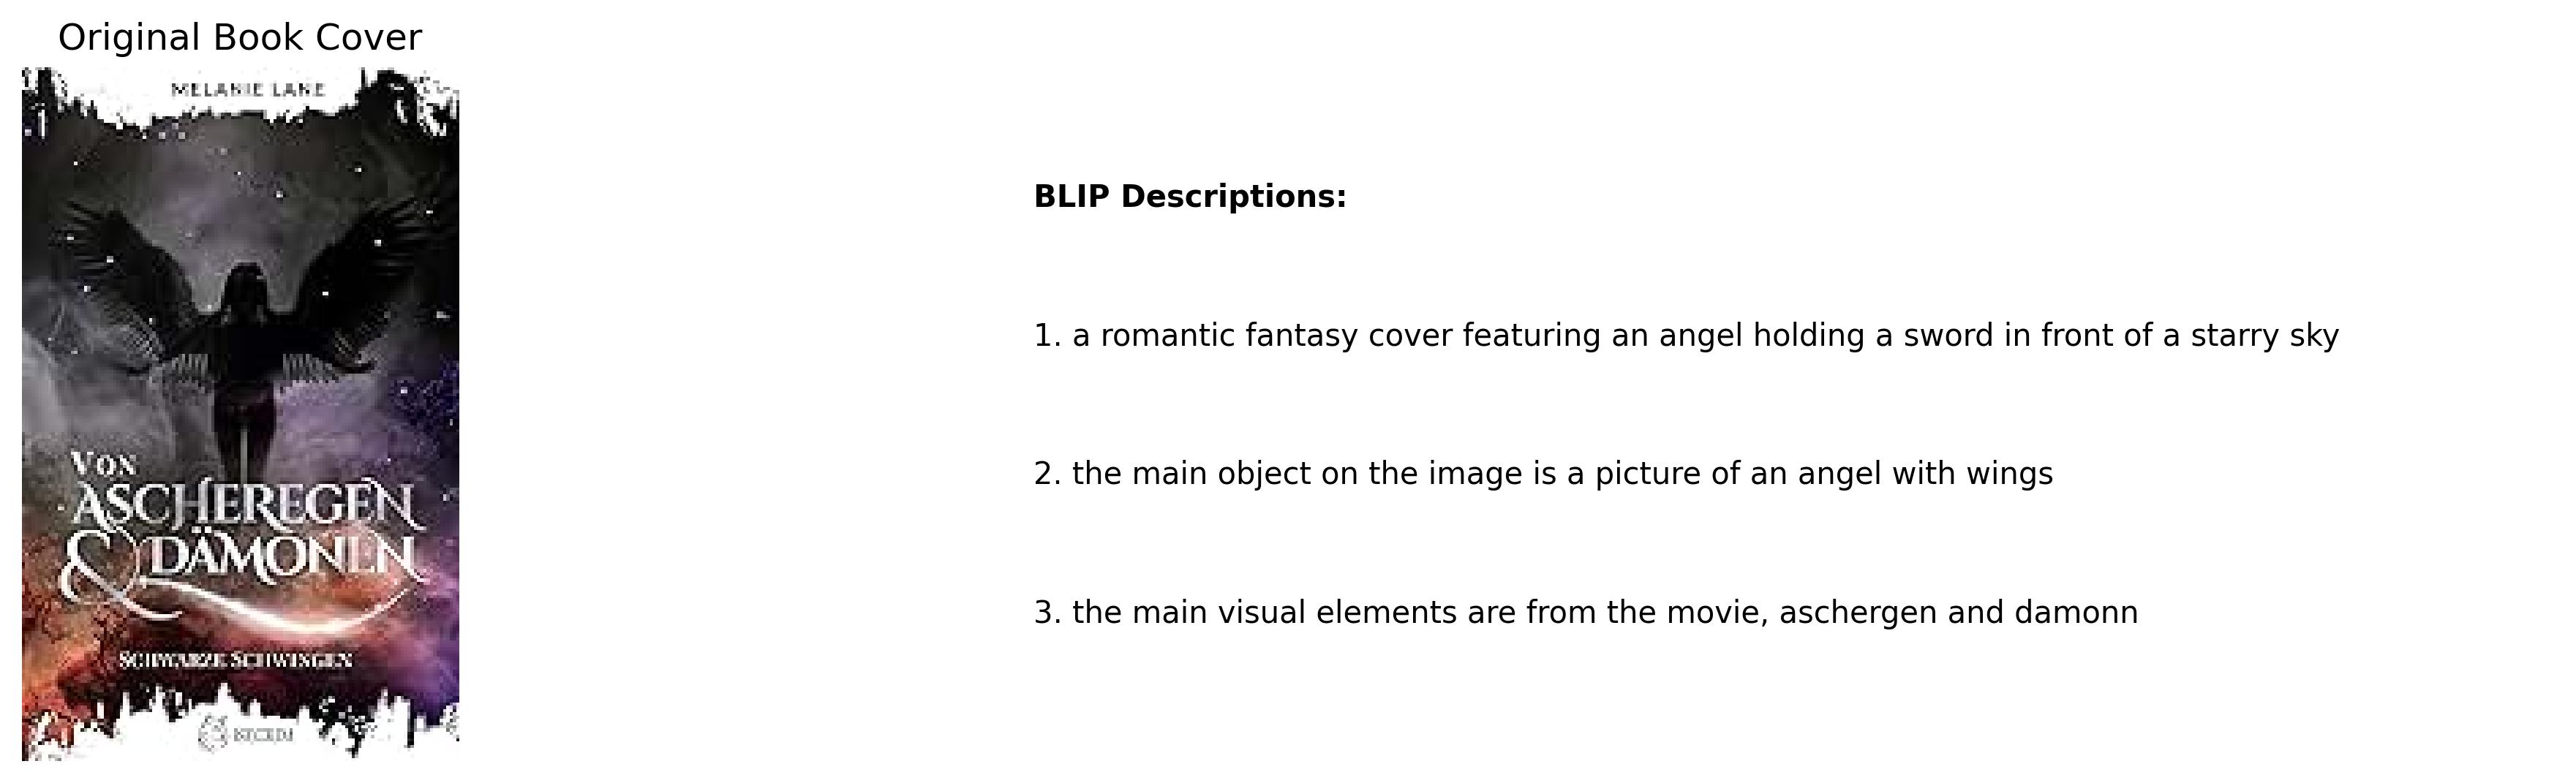 Original Book Cover
MELANIE LANE
VON
ASCHEREGEN
& DÄMONEN
SCHWARZE SCHWINGEN
BLIP Descriptions:
1. a romantic fantasy cover featuring an angel holding a sword in front of a starry sky
2. the main object on the image is a picture of an angel with wings
3. the main visual elements are from the movie, aschergen and damonn